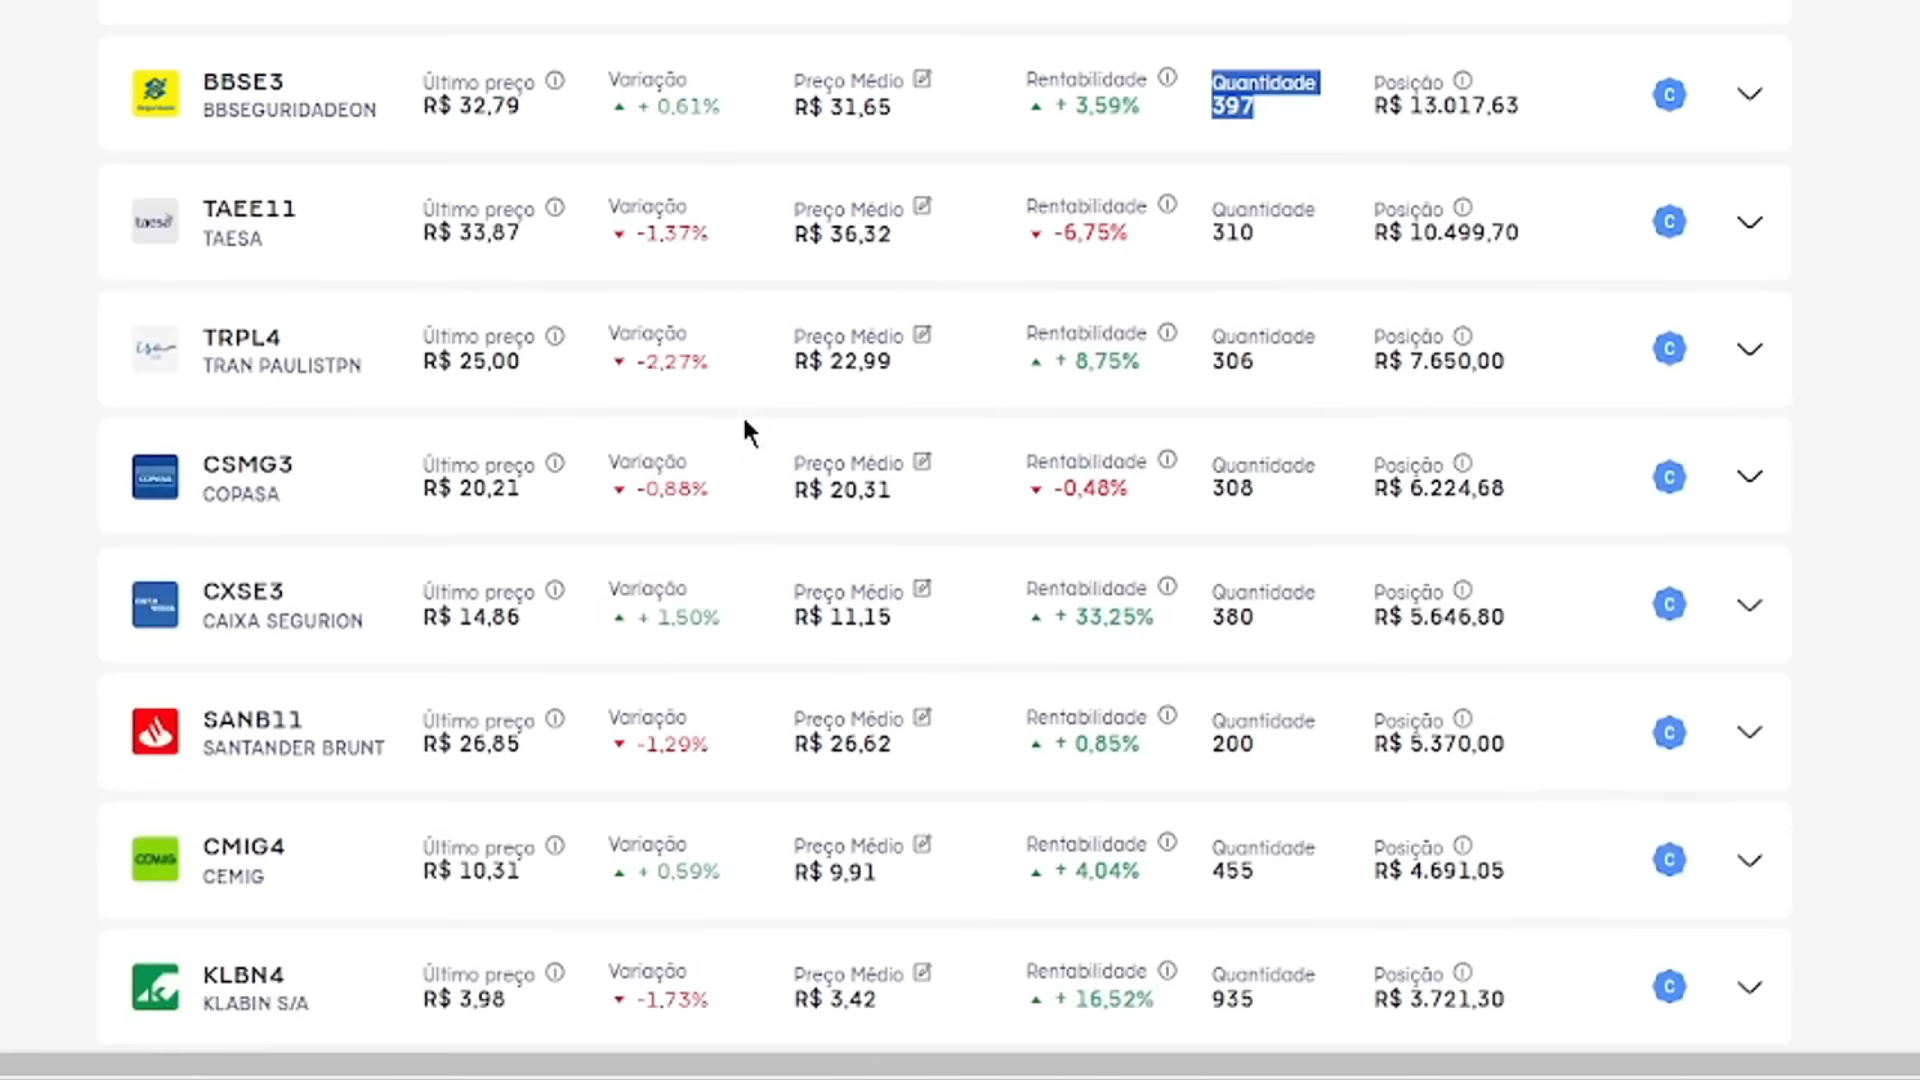 BBSE3
BBSEGURIDADEON
Último preço
R$ 32,79
Variação
+ 0,61%
Preço Médio
R$ 31,65
Rentabilidade
+ 3,59%
Quantidade
397
Posição
R$ 13.017,63
C
taesa
TAEE11
TAESA
Último preço
R$ 33,87
Variação
-1,37%
Preço Médio
R$ 36,32
Rentabilidade
-6,75%
Quantidade
310
Posição
R$ 10.499,70
C
isa
TRPL4
TRAN PAULISTPN
Último preço
R$ 25,00
Variação
-2,27%
Preço Médio
R$ 22,99
Rentabilidade
+ 8,75%
Quantidade
306
Posição
R$ 7.650,00
C
COPASA
CSMG3
COPASA
Último preço
R$ 20,21
Variação
-0,88%
Preço Médio
R$ 20,31
Rentabilidade
-0,48%
Quantidade
308
Posição
R$ 6.224,68
C
CXSE3
CAIXA SEGURION
Último preço
R$ 14,86
Variação
+ 1,50%
Preço Médio
R$ 11,15
Rentabilidade
+ 33,25%
Quantidade
380
Posição
R$ 5.646,80
C
SANB11
SANTANDER BRUNT
Último preço
R$ 26,85
Variação
-1,29%
Preço Médio
R$ 26,62
Rentabilidade
+ 0,85%
Quantidade
200
Posição
R$ 5.370,00
C
CEMIG
CMIG4
CEMIG
Último preço
R$ 10,31
Variação
+ 0,59%
Preço Médio
R$ 9,91
Rentabilidade
+ 4,04%
Quantidade
455
Posição
R$ 4.691,05
C
KLBN4
KLABIN S/A
Último preço
R$ 3,98
Variação
-1,73%
Preço Médio
R$ 3,42
Rentabilidade
+ 16,52%
Quantidade
935
Posição
R$ 3.721,30
C